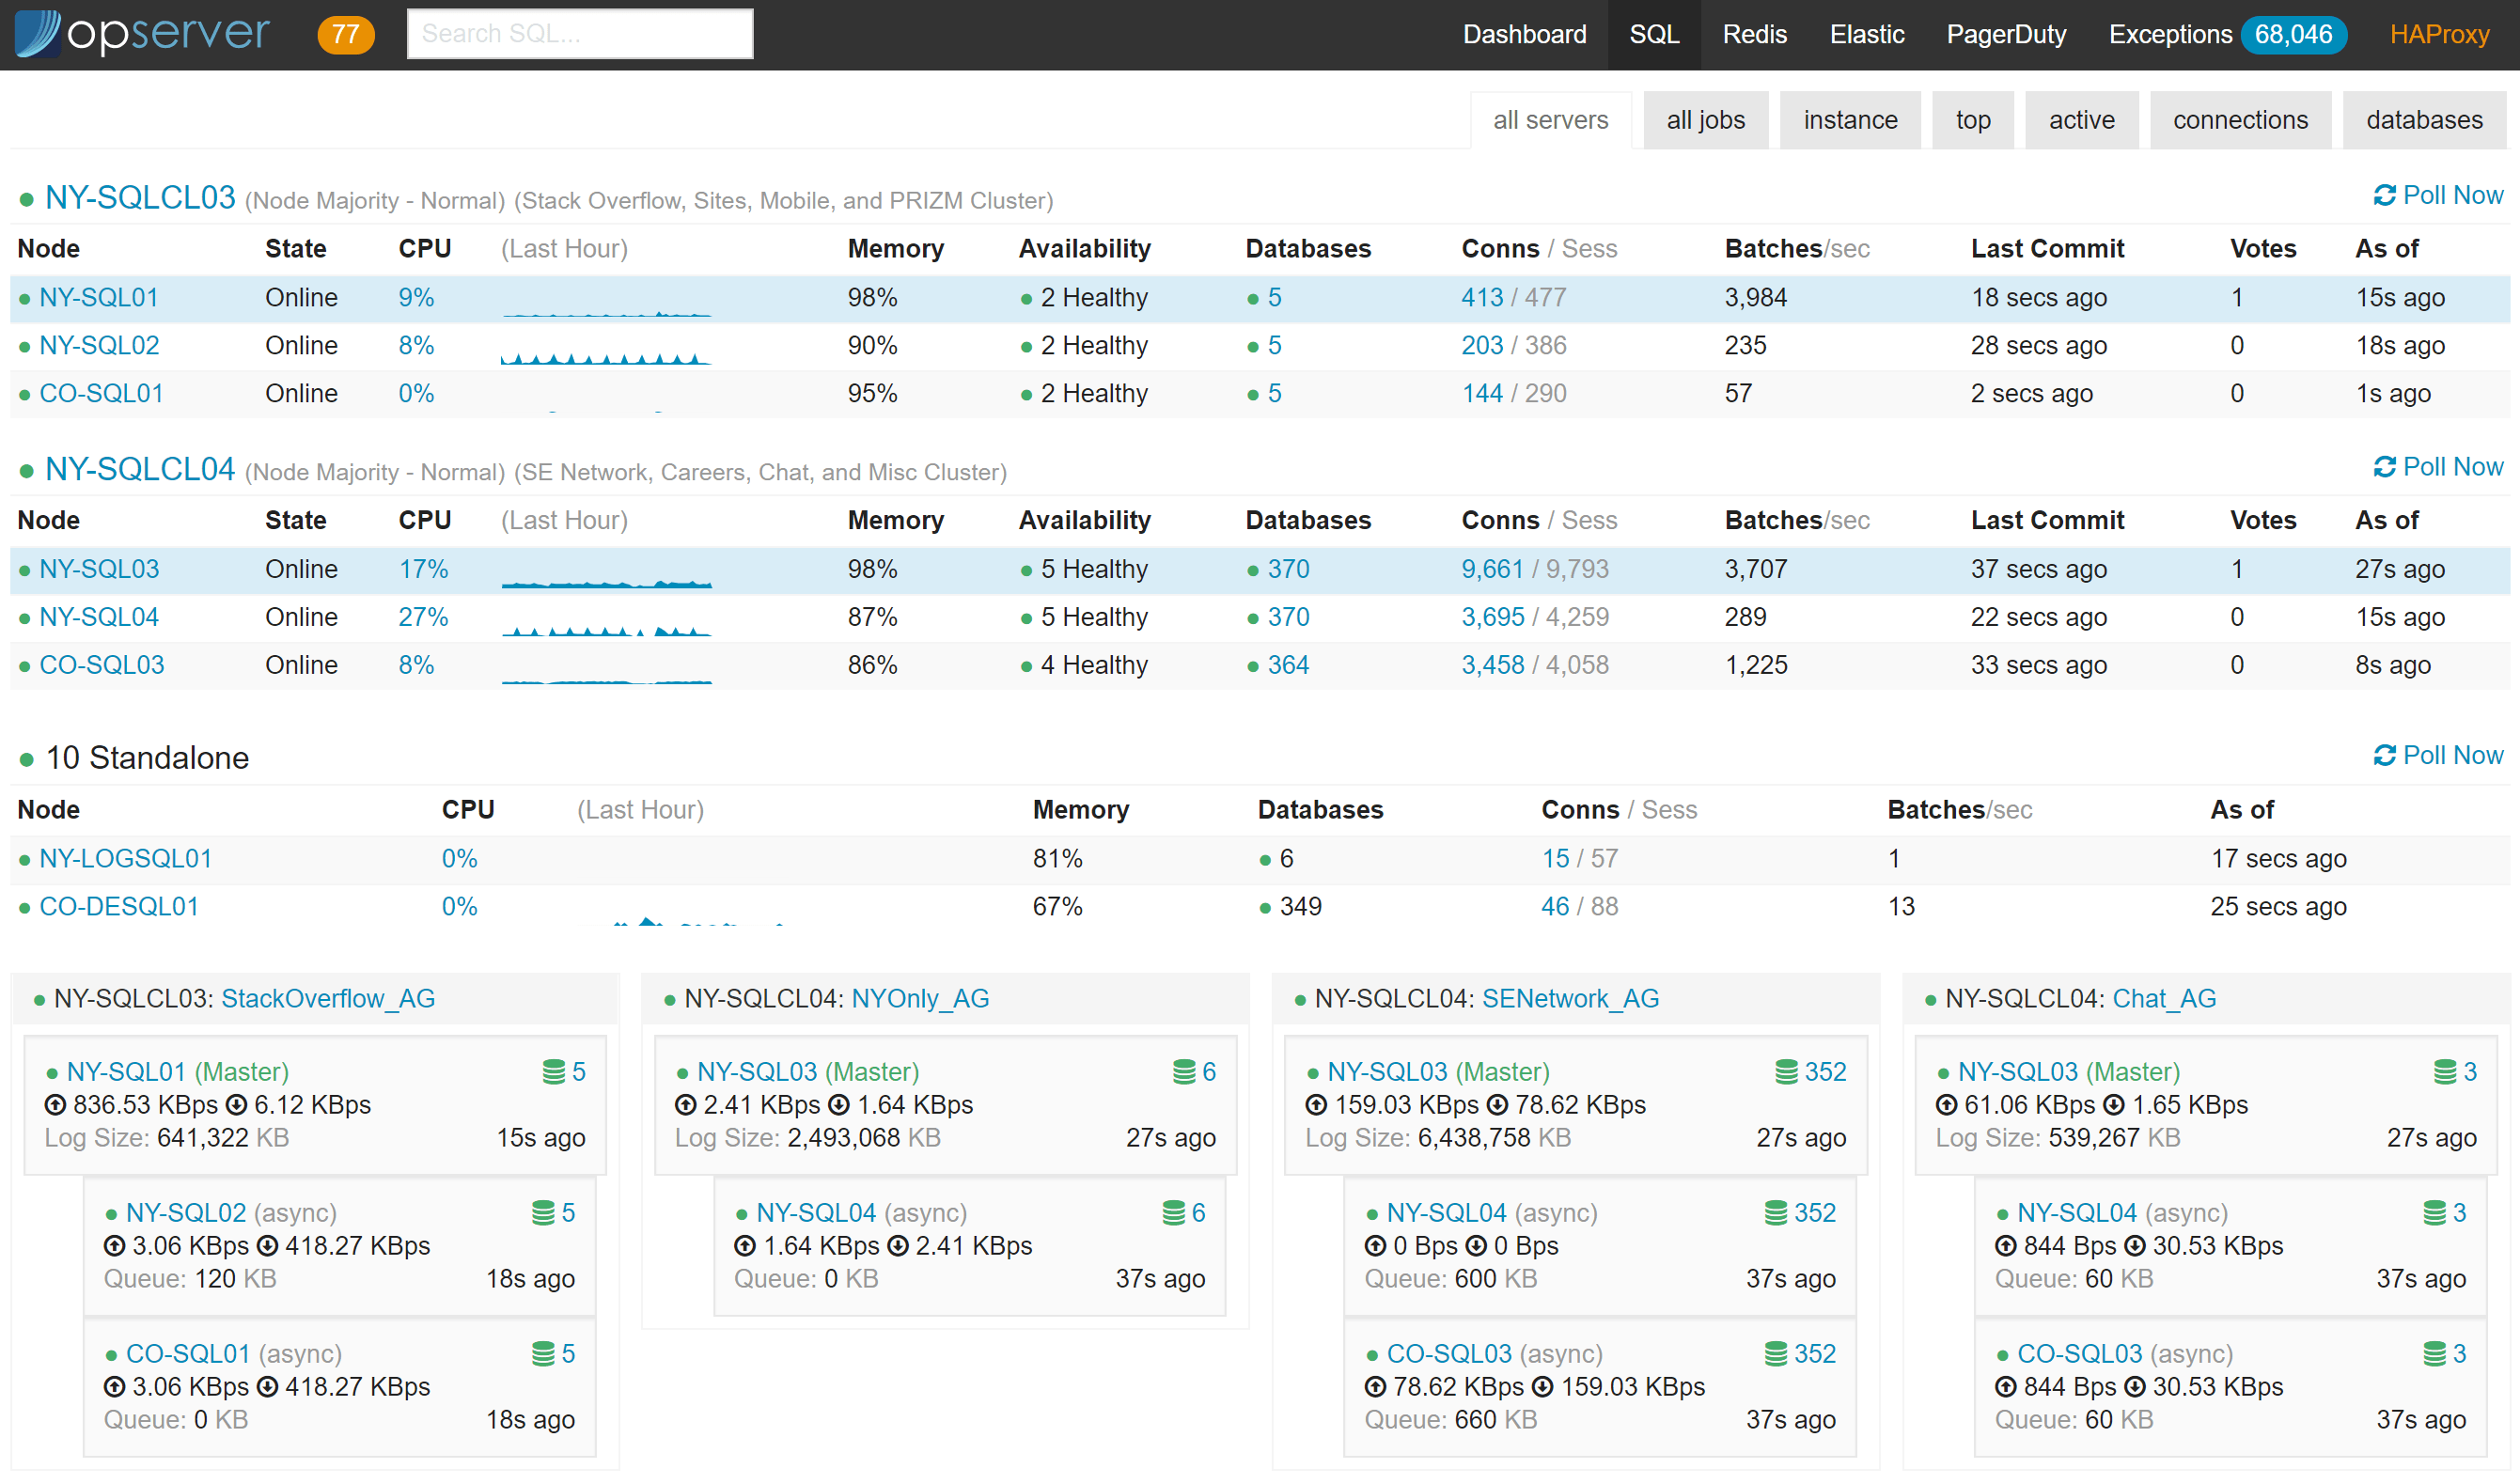 opserver 77 Search SQL... Dashboard SQL Redis Elastic PagerDuty Exceptions 68,046 HAProxy
all servers all jobs instance top active connections databases
NY-SQLCL03 (Node Majority - Normal) (Stack Overflow, Sites, Mobile, and PRIZM Cluster) Poll Now
Node State CPU (Last Hour) Memory Availability Databases Conns / Sess Batches/sec Last Commit Votes As of
NY-SQL01 Online 9% 98% 2 Healthy 5 413 / 477 3,984 18 secs ago 1 15s ago
NY-SQL02 Online 8% 90% 2 Healthy 5 203 / 386 235 28 secs ago 0 18s ago
CO-SQL01 Online 0% 95% 2 Healthy 5 144 / 290 57 2 secs ago 0 1s ago
NY-SQLCL04 (Node Majority - Normal) (SE Network, Careers, Chat, and Misc Cluster) Poll Now
Node State CPU (Last Hour) Memory Availability Databases Conns / Sess Batches/sec Last Commit Votes As of
NY-SQL03 Online 17% 98% 5 Healthy 370 9,661 / 9,793 3,707 37 secs ago 1 27s ago
NY-SQL04 Online 27% 87% 5 Healthy 370 3,695 / 4,259 289 22 secs ago 0 15s ago
CO-SQL03 Online 8% 86% 4 Healthy 364 3,458 / 4,058 1,225 33 secs ago 0 8s ago
10 Standalone Poll Now
Node CPU (Last Hour) Memory Databases Conns / Sess Batches/sec As of
NY-LOGSQL01 0% 81% 6 15 / 57 1 17 secs ago
CO-DESQL01 0% 67% 349 46 / 88 13 25 secs ago
NY-SQLCL03: StackOverflow_AG
NY-SQL01 (Master) 5
836.53 KBps 6.12 KBps
Log Size: 641,322 KB 15s ago
NY-SQL02 (async) 5
3.06 KBps 418.27 KBps
Queue: 120 KB 18s ago
CO-SQL01 (async) 5
3.06 KBps 418.27 KBps
Queue: 0 KB 18s ago
NY-SQLCL04: NYOnly_AG
NY-SQL03 (Master) 6
2.41 KBps 1.64 KBps
Log Size: 2,493,068 KB 27s ago
NY-SQL04 (async) 6
1.64 KBps 2.41 KBps
Queue: 0 KB 37s ago
NY-SQLCL04: SENetwork_AG
NY-SQL03 (Master) 352
159.03 KBps 78.62 KBps
Log Size: 6,438,758 KB 27s ago
NY-SQL04 (async) 352
0 Bps 0 Bps
Queue: 600 KB 37s ago
CO-SQL03 (async) 352
78.62 KBps 159.03 KBps
Queue: 660 KB 37s ago
NY-SQLCL04: Chat_AG
NY-SQL03 (Master) 3
61.06 KBps 1.65 KBps
Log Size: 539,267 KB 27s ago
NY-SQL04 (async) 3
844 Bps 30.53 KBps
Queue: 60 KB 37s ago
CO-SQL03 (async) 3
844 Bps 30.53 KBps
Queue: 60 KB 37s ago